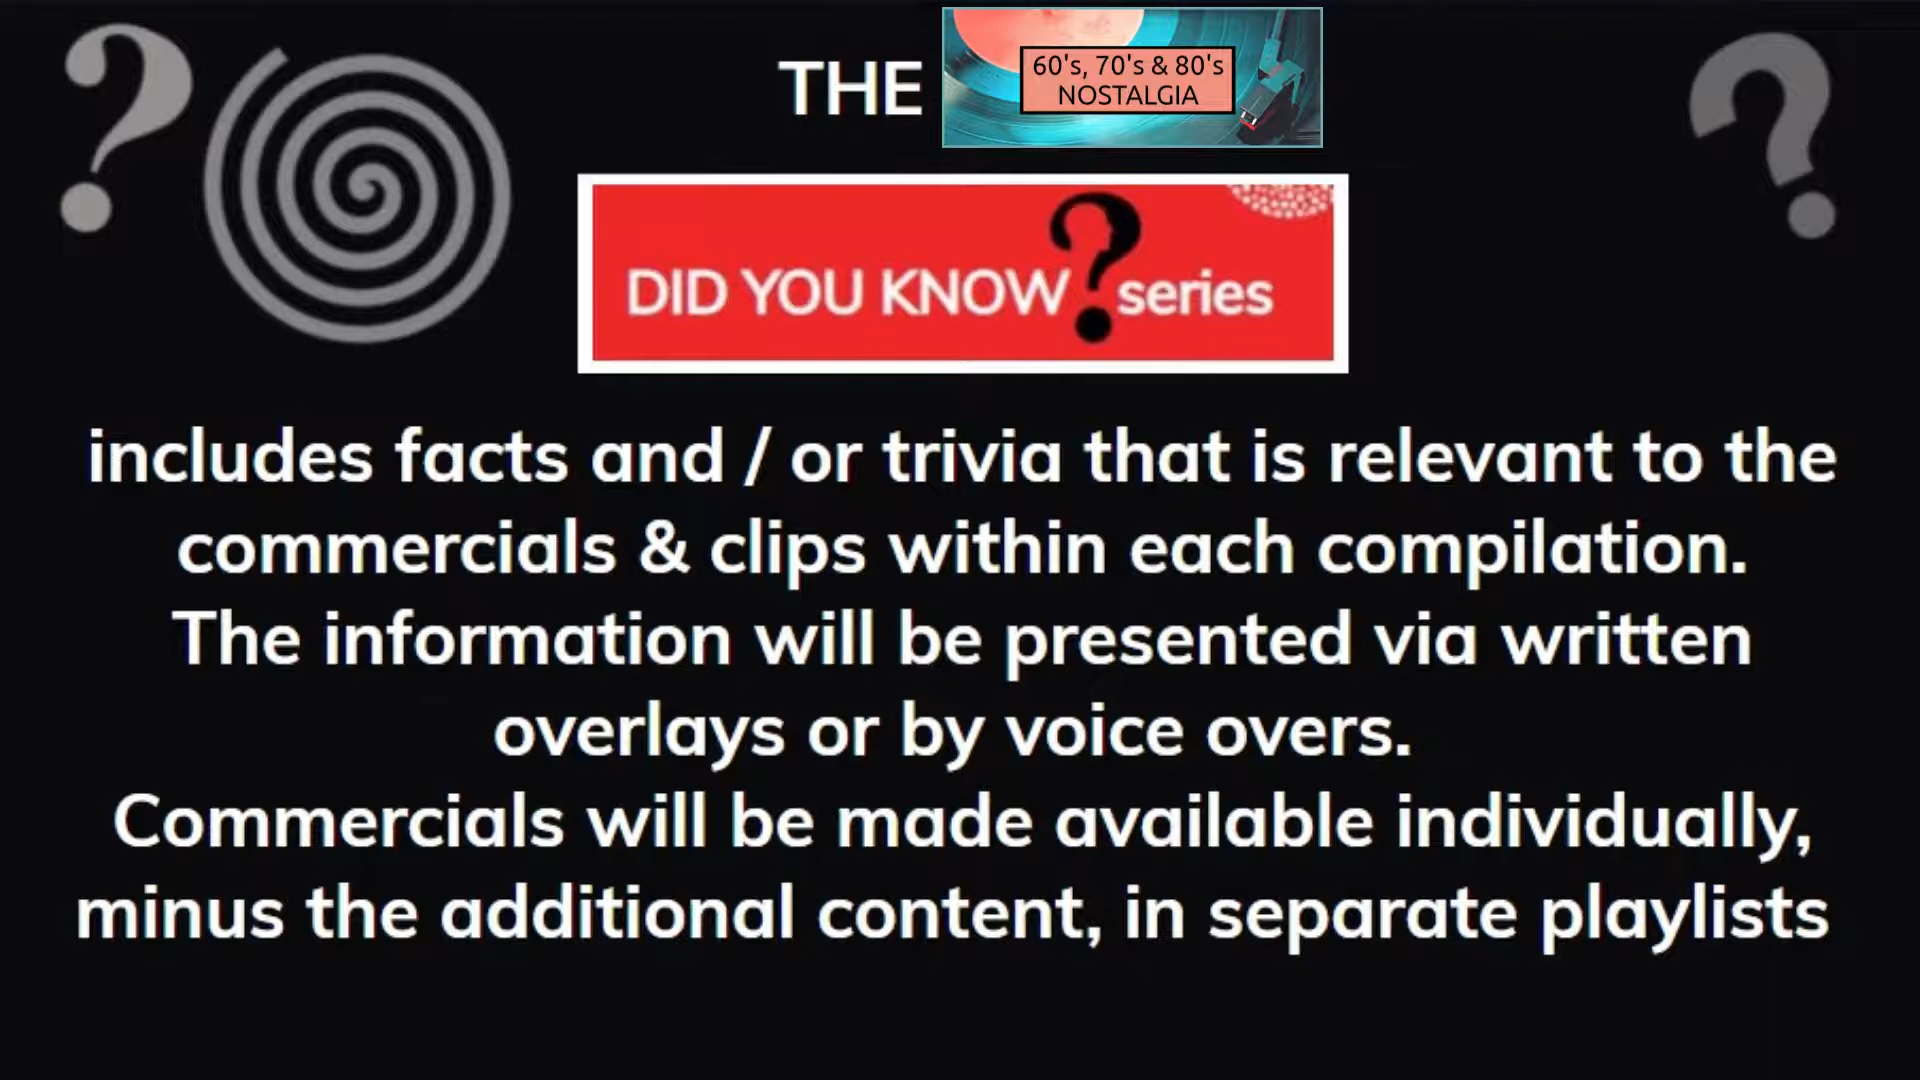 THE
60's, 70's & 80's
NOSTALGIA
DID YOU KNOW?series
includes facts and / or trivia that is relevant to the
commercials & clips within each compilation.
The information will be presented via written
overlays or by voice overs.
Commercials will be made available individually,
minus the additional content, in separate playlists